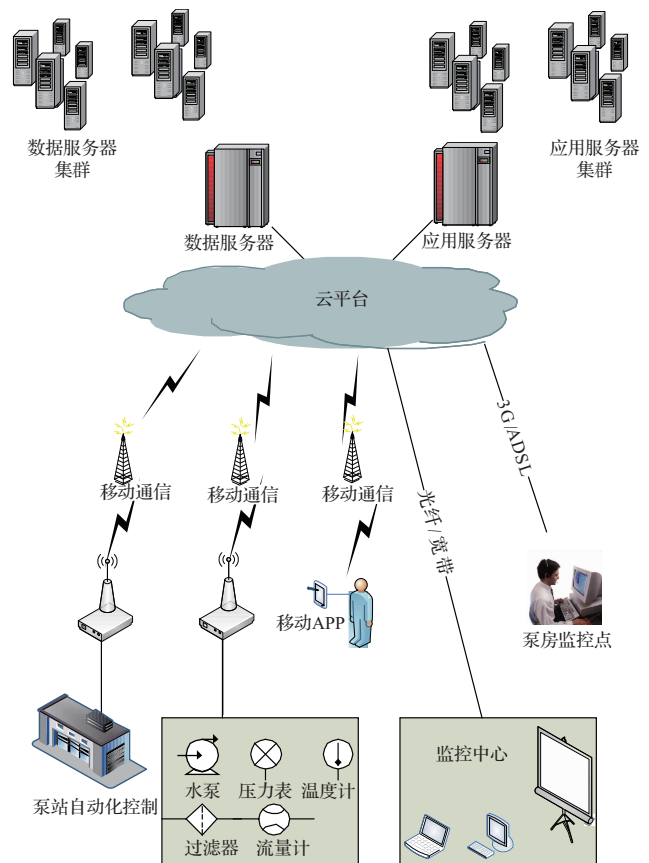 数据服务器
集群
应用服务器
集群
数据服务器
应用服务器
云平台
3G/ADSL
移动通信
移动通信
移动通信
光纤/宽带
移动APP
泵房监控点
泵站自动化控制
水泵
压力表
温度计
过滤器
流量计
监控中心